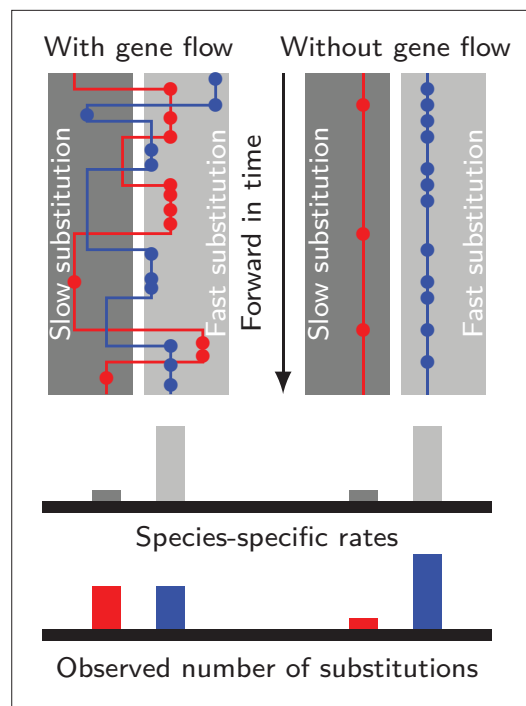 With gene flow
Without gene flow
Slow substitution
Fast substitution
Forward in time
Slow substitution
Fast substitution
Species-specific rates
Observed number of substitutions